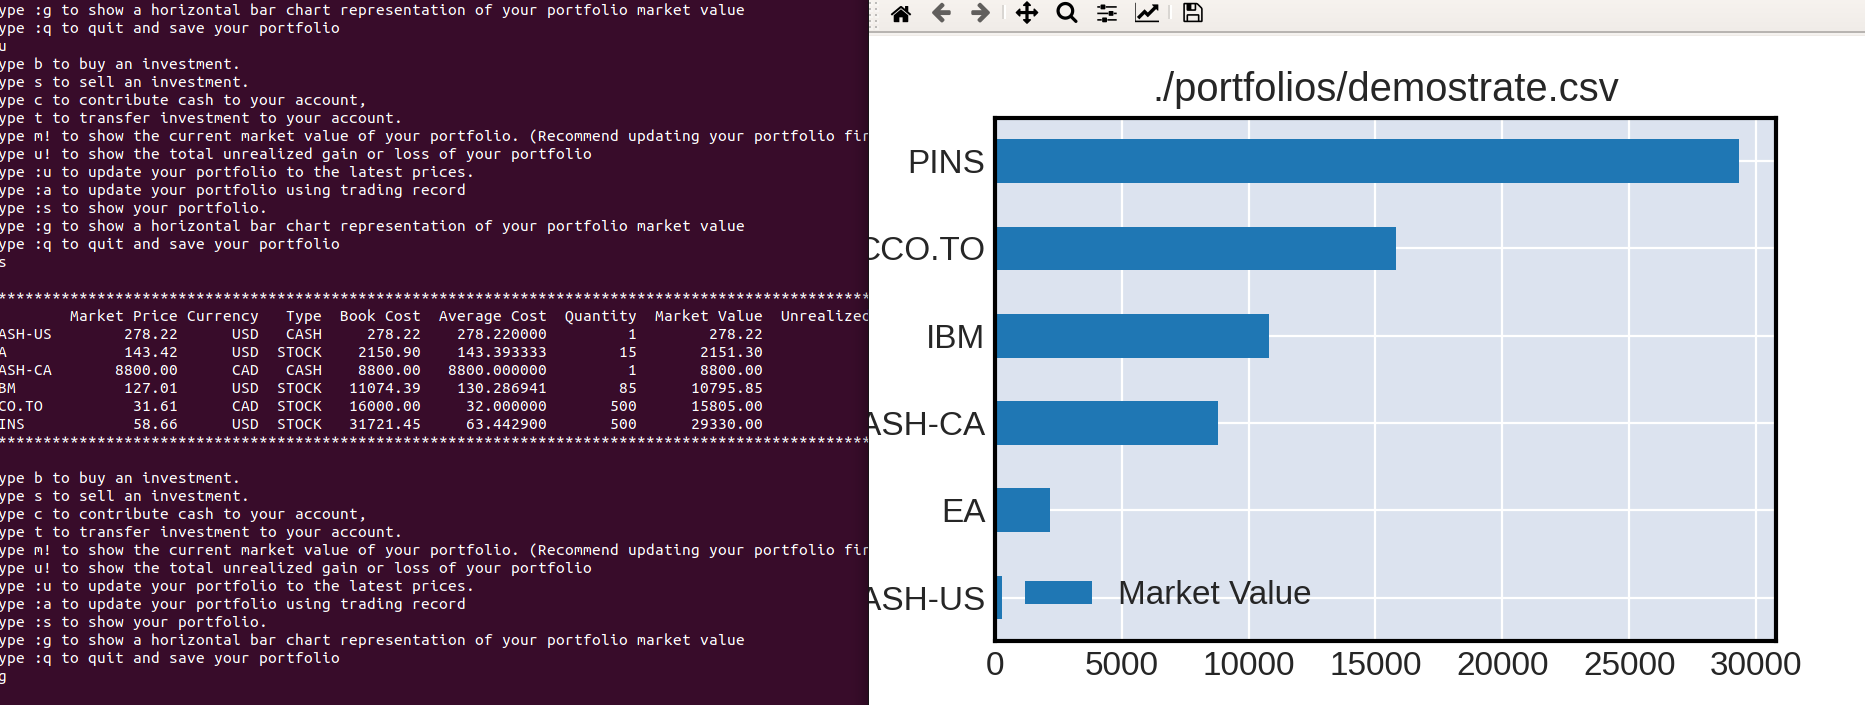 ype :g to show a horizontal bar chart representation of your portfolio market value
ype :q to quit and save your portfolio
u
ype b to buy an investment.
ype s to sell an investment.
ype c to contribute cash to your account,
ype t to transfer investment to your account.
ype m! to show the current market value of your portfolio. (Recommend updating your portfolio fir
ype u! to show the total unrealized gain or loss of your portfolio
ype :u to update your portfolio to the latest prices.
ype :a to update your portfolio using trading record
ype :s to show your portfolio.
ype :g to show a horizontal bar chart representation of your portfolio market value
ype :q to quit and save your portfolio
s
*************************************************************************************************
Market Price Currency Type Book Cost Average Cost Quantity Market Value Unrealized
ASH-US 278.22 USD CASH 278.22 278.220000 1 278.22
A 143.42 USD STOCK 2150.90 143.393333 15 2151.30
ASH-CA 8800.00 CAD CASH 8800.00 8800.000000 1 8800.00
BM 127.01 USD STOCK 11074.39 130.286941 85 10795.85
CO.TO 31.61 CAD STOCK 16000.00 32.000000 500 15805.00
INS 58.66 USD STOCK 31721.45 63.442900 500 29330.00
*************************************************************************************************
ype b to buy an investment.
ype s to sell an investment.
ype c to contribute cash to your account,
ype t to transfer investment to your account.
ype m! to show the current market value of your portfolio. (Recommend updating your portfolio fir
ype u! to show the total unrealized gain or loss of your portfolio
ype :u to update your portfolio to the latest prices.
ype :a to update your portfolio using trading record
ype :s to show your portfolio.
ype :g to show a horizontal bar chart representation of your portfolio market value
ype :q to quit and save your portfolio
g
./portfolios/demostrate.csv
PINS
CCO.TO
IBM
ASH-CA
EA
ASH-US
Market Value
0 5000 10000 15000 20000 25000 30000